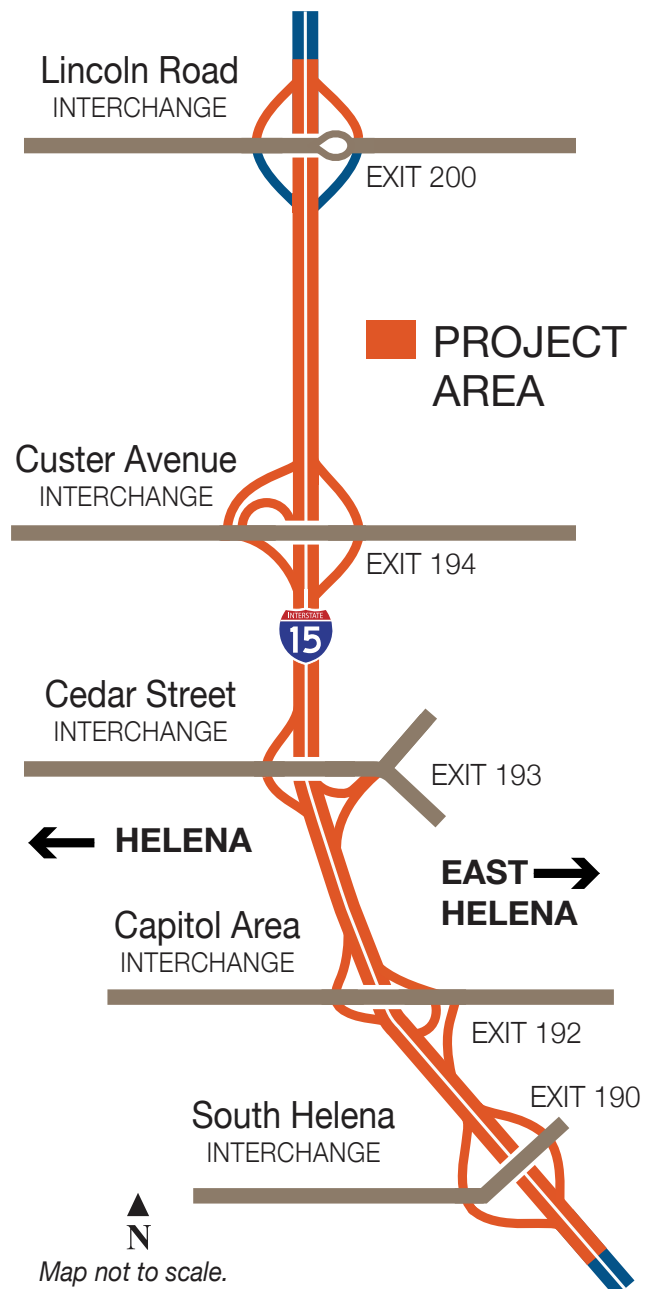 Lincoln Road
INTERCHANGE
EXIT 200
PROJECT
AREA
Custer Avenue
INTERCHANGE
EXIT 194
INTERSTATE
15
Cedar Street
INTERCHANGE
EXIT 193
HELENA
EAST
HELENA
Capitol Area
INTERCHANGE
EXIT 192
EXIT 190
South Helena
INTERCHANGE
N
Map not to scale.